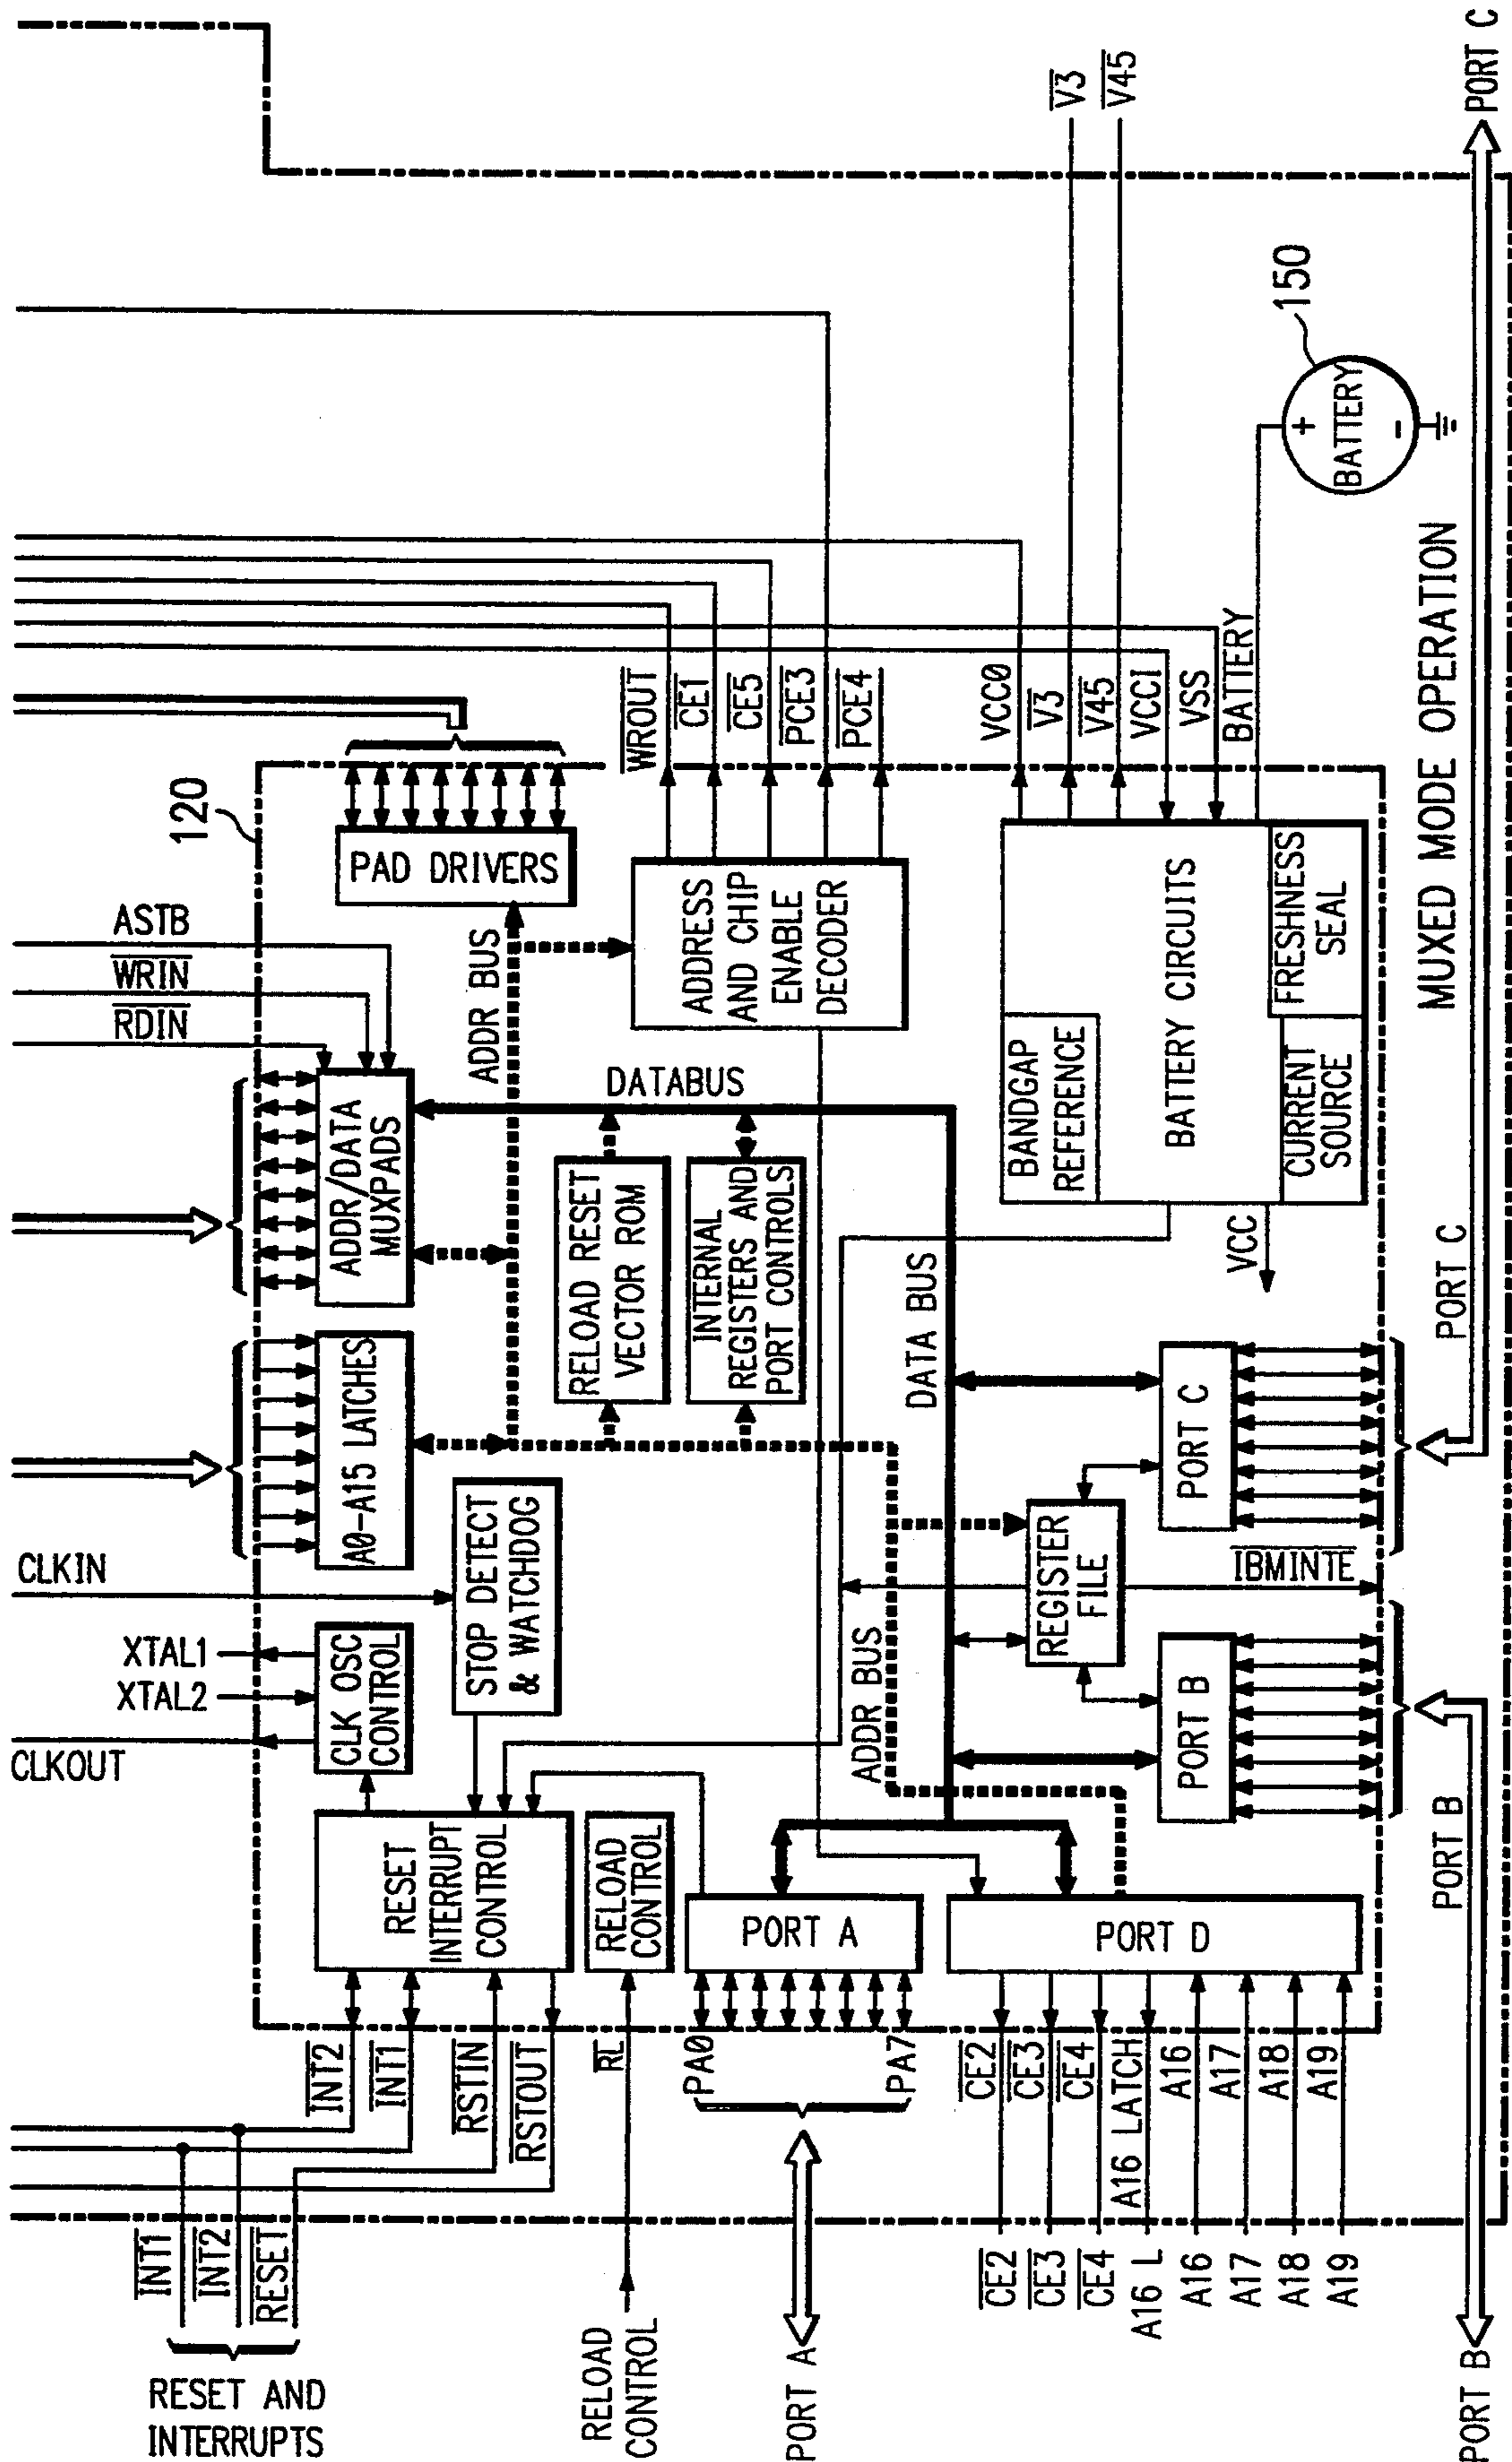 RESET AND
INTERRUPTS
INT1
INT2
RESET
RELOAD
CONTROL
PORT A
CE2
CE3
CE4
A16 L
A16
A17
A18
A19
PORT B
CLKOUT
XTAL2
XTAL1
CLKIN
RDIN
WRIN
ASTB
120
INT2
INT1
RSTIN
RSTOUT
RL
PA0
PA7
CE2
CE3
CE4
A16 LATCH
A16
A17
A18
A19
RESET
INTERRUPT
CONTROL
CLK OSC
CONTROL
A0-A15 LATCHES
ADDR/DATA
MUXPADS
PAD DRIVERS
STOP DETECT
& WATCHDOG
RELOAD
CONTROL
ADDR BUS
RELOAD RESET
VECTOR ROM
DATABUS
INTERNAL
REGISTERS AND
PORT CONTROLS
ADDRESS
AND CHIP
ENABLE
DECODER
WROUT
CE1
CE5
PCE3
PCE4
PORT A
ADDR BUS
DATA BUS
PORT D
REGISTER
FILE
PORT B
PORT C
IBMINTE
BANDGAP
REFERENCE
BATTERY CIRCUITS
CURRENT
SOURCE
FRESHNESS
SEAL
VCC
VCC0
V3
V45
VCCI
VSS
BATTERY
V3
V45
BATTERY
+
-
150
PORT B
PORT C
MUXED MODE OPERATION
PORT C